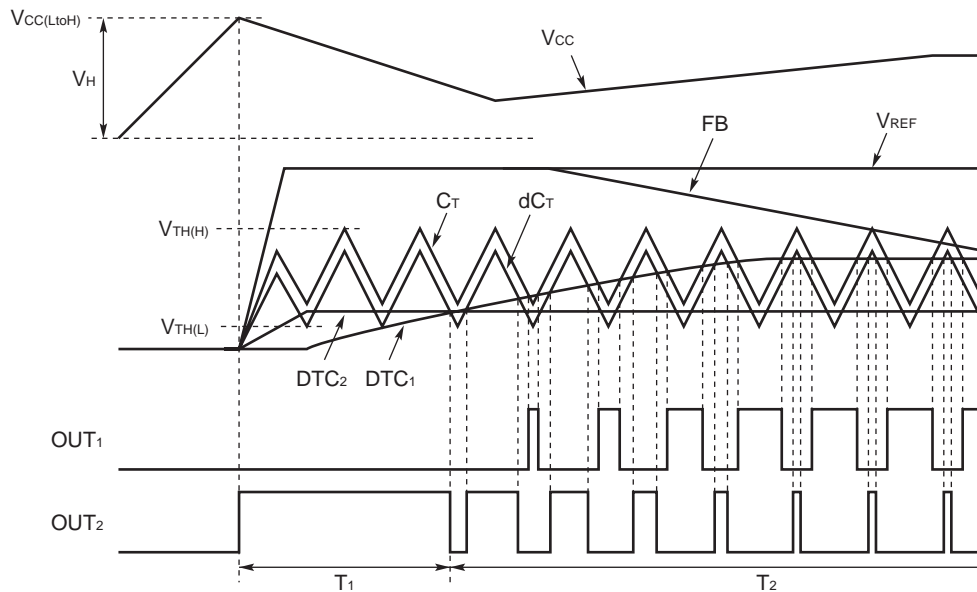 VCC(LtoH)
VH
VCC
FB
VREF
CT
dCT
VTH(H)
VTH(L)
DTC2
DTC1
OUT1
OUT2
T1
T2